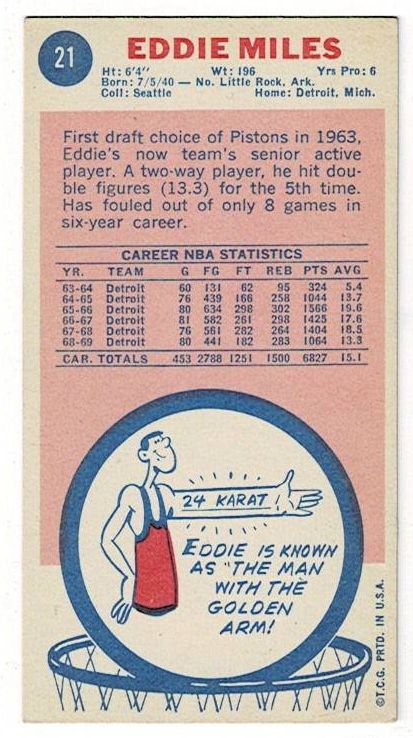 21
EDDIE MILES
Ht: 6'4" Wt: 196 Yrs Pro: 6
Born: 7/5/40 — No. Little Rock, Ark.
Coll: Seattle Home: Detroit, Mich.
First draft choice of Pistons in 1963,
Eddie's now team's senior active
player. A two-way player, he hit dou-
ble figures (13.3) for the 5th time.
Has fouled out of only 8 games in
six-year career.
CAREER NBA STATISTICS
YR. TEAM G FG FT REB PTS AVG
63-64 Detroit 60 131 62 95 324 5.4
64-65 Detroit 76 439 166 258 1044 13.7
65-66 Detroit 80 634 298 302 1566 19.6
66-67 Detroit 81 582 261 298 1425 17.6
67-68 Detroit 76 561 282 264 1404 18.5
68-69 Detroit 80 441 182 283 1064 13.3
CAR. TOTALS 453 2788 1251 1500 6827 15.1
24 KARAT
EDDIE IS KNOWN
AS "THE MAN
WITH THE
GOLDEN
ARM!
©T.C.G. PRTD. IN U.S.A.